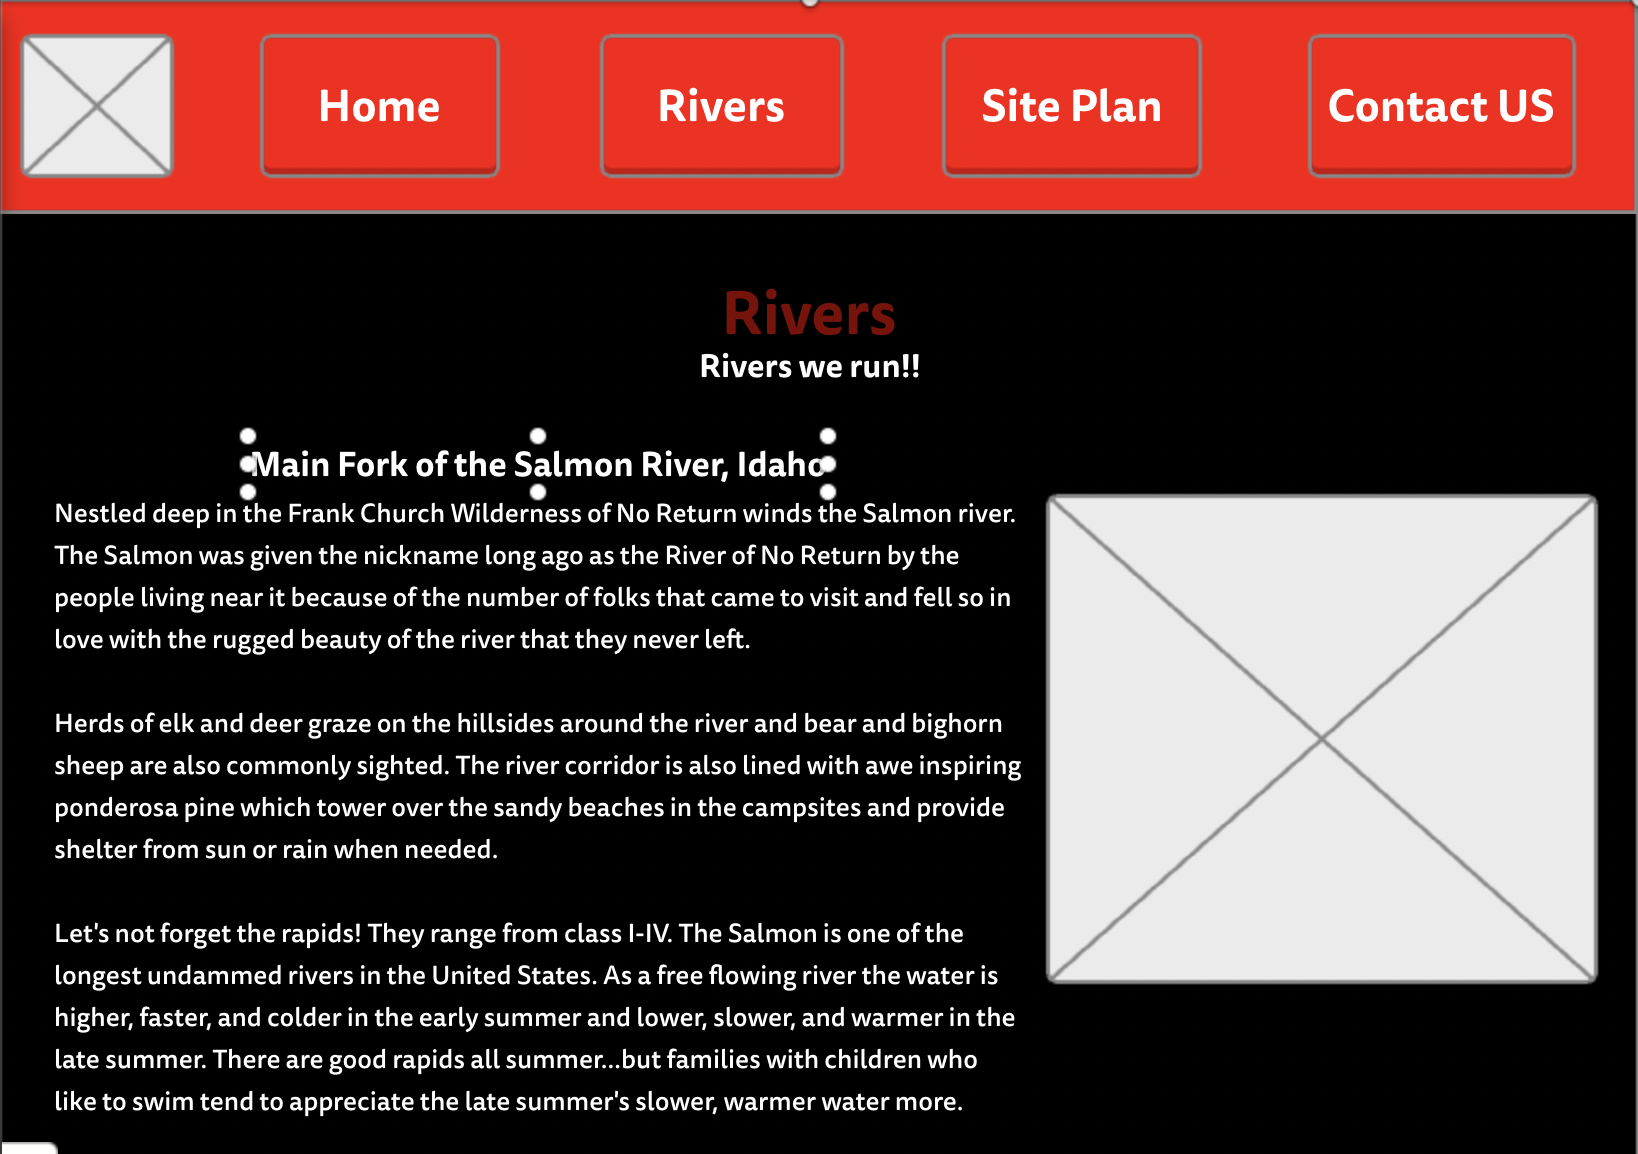 Home
Rivers
Site Plan
Contact US
Rivers
Rivers we run!!
Main Fork of the Salmon River, Idaho
Nestled deep in the Frank Church Wilderness of No Return winds the Salmon river.
The Salmon was given the nickname long ago as the River of No Return by the
people living near it because of the number of folks that came to visit and fell so in
love with the rugged beauty of the river that they never left.
Herds of elk and deer graze on the hillsides around the river and bear and bighorn
sheep are also commonly sighted. The river corridor is also lined with awe inspiring
ponderosa pine which tower over the sandy beaches in the campsites and provide
shelter from sun or rain when needed.
Let's not forget the rapids! They range from class I-IV. The Salmon is one of the
longest undammed rivers in the United States. As a free flowing river the water is
higher, faster, and colder in the early summer and lower, slower, and warmer in the
late summer. There are good rapids all summer...but families with children who
like to swim tend to appreciate the late summer's slower, warmer water more.